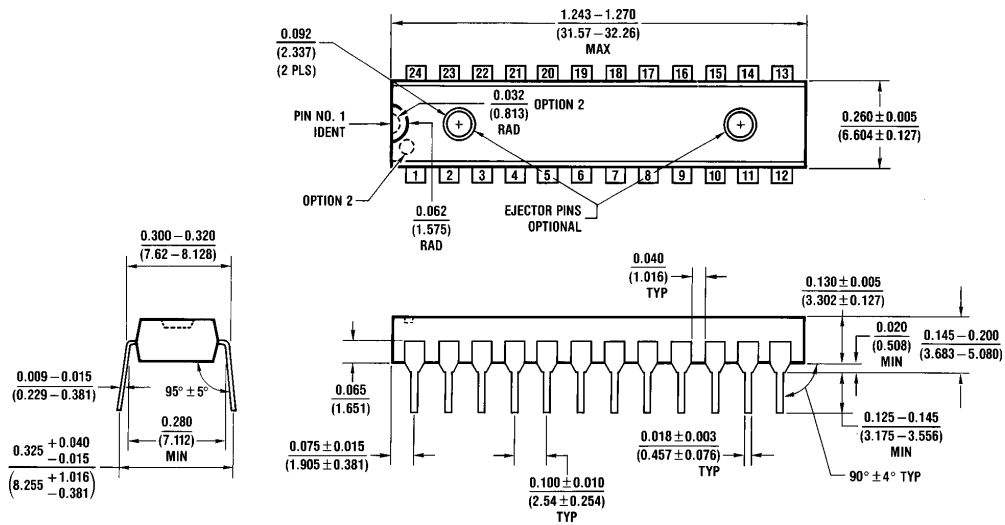 1.243 – 1.270
(31.57 – 32.26)
MAX
0.092
(2.337)
(2 PLS)
24 23 22 21 20 19 18 17 16 15 14 13
0.032
(0.813)
RAD
OPTION 2
PIN NO. 1
IDENT
0.260 ± 0.005
(6.604 ± 0.127)
1 2 3 4 5 6 7 8 9 10 11 12
OPTION 2
0.062
(1.575)
RAD
EJECTOR PINS
OPTIONAL
0.300 – 0.320
(7.62 – 8.128)
0.009 – 0.015
(0.229 – 0.381)
95° ± 5°
0.280
(7.112)
MIN
0.325 +0.040
−0.015
(8.255 +1.016
−0.381)
0.040
(1.016)
TYP
0.130 ± 0.005
(3.302 ± 0.127)
0.020
(0.508)
MIN
0.145 – 0.200
(3.683 – 5.080)
0.065
(1.651)
0.075 ± 0.015
(1.905 ± 0.381)
0.100 ± 0.010
(2.54 ± 0.254)
TYP
0.018 ± 0.003
(0.457 ± 0.076)
TYP
0.125 – 0.145
(3.175 – 3.556)
MIN
90° ± 4° TYP